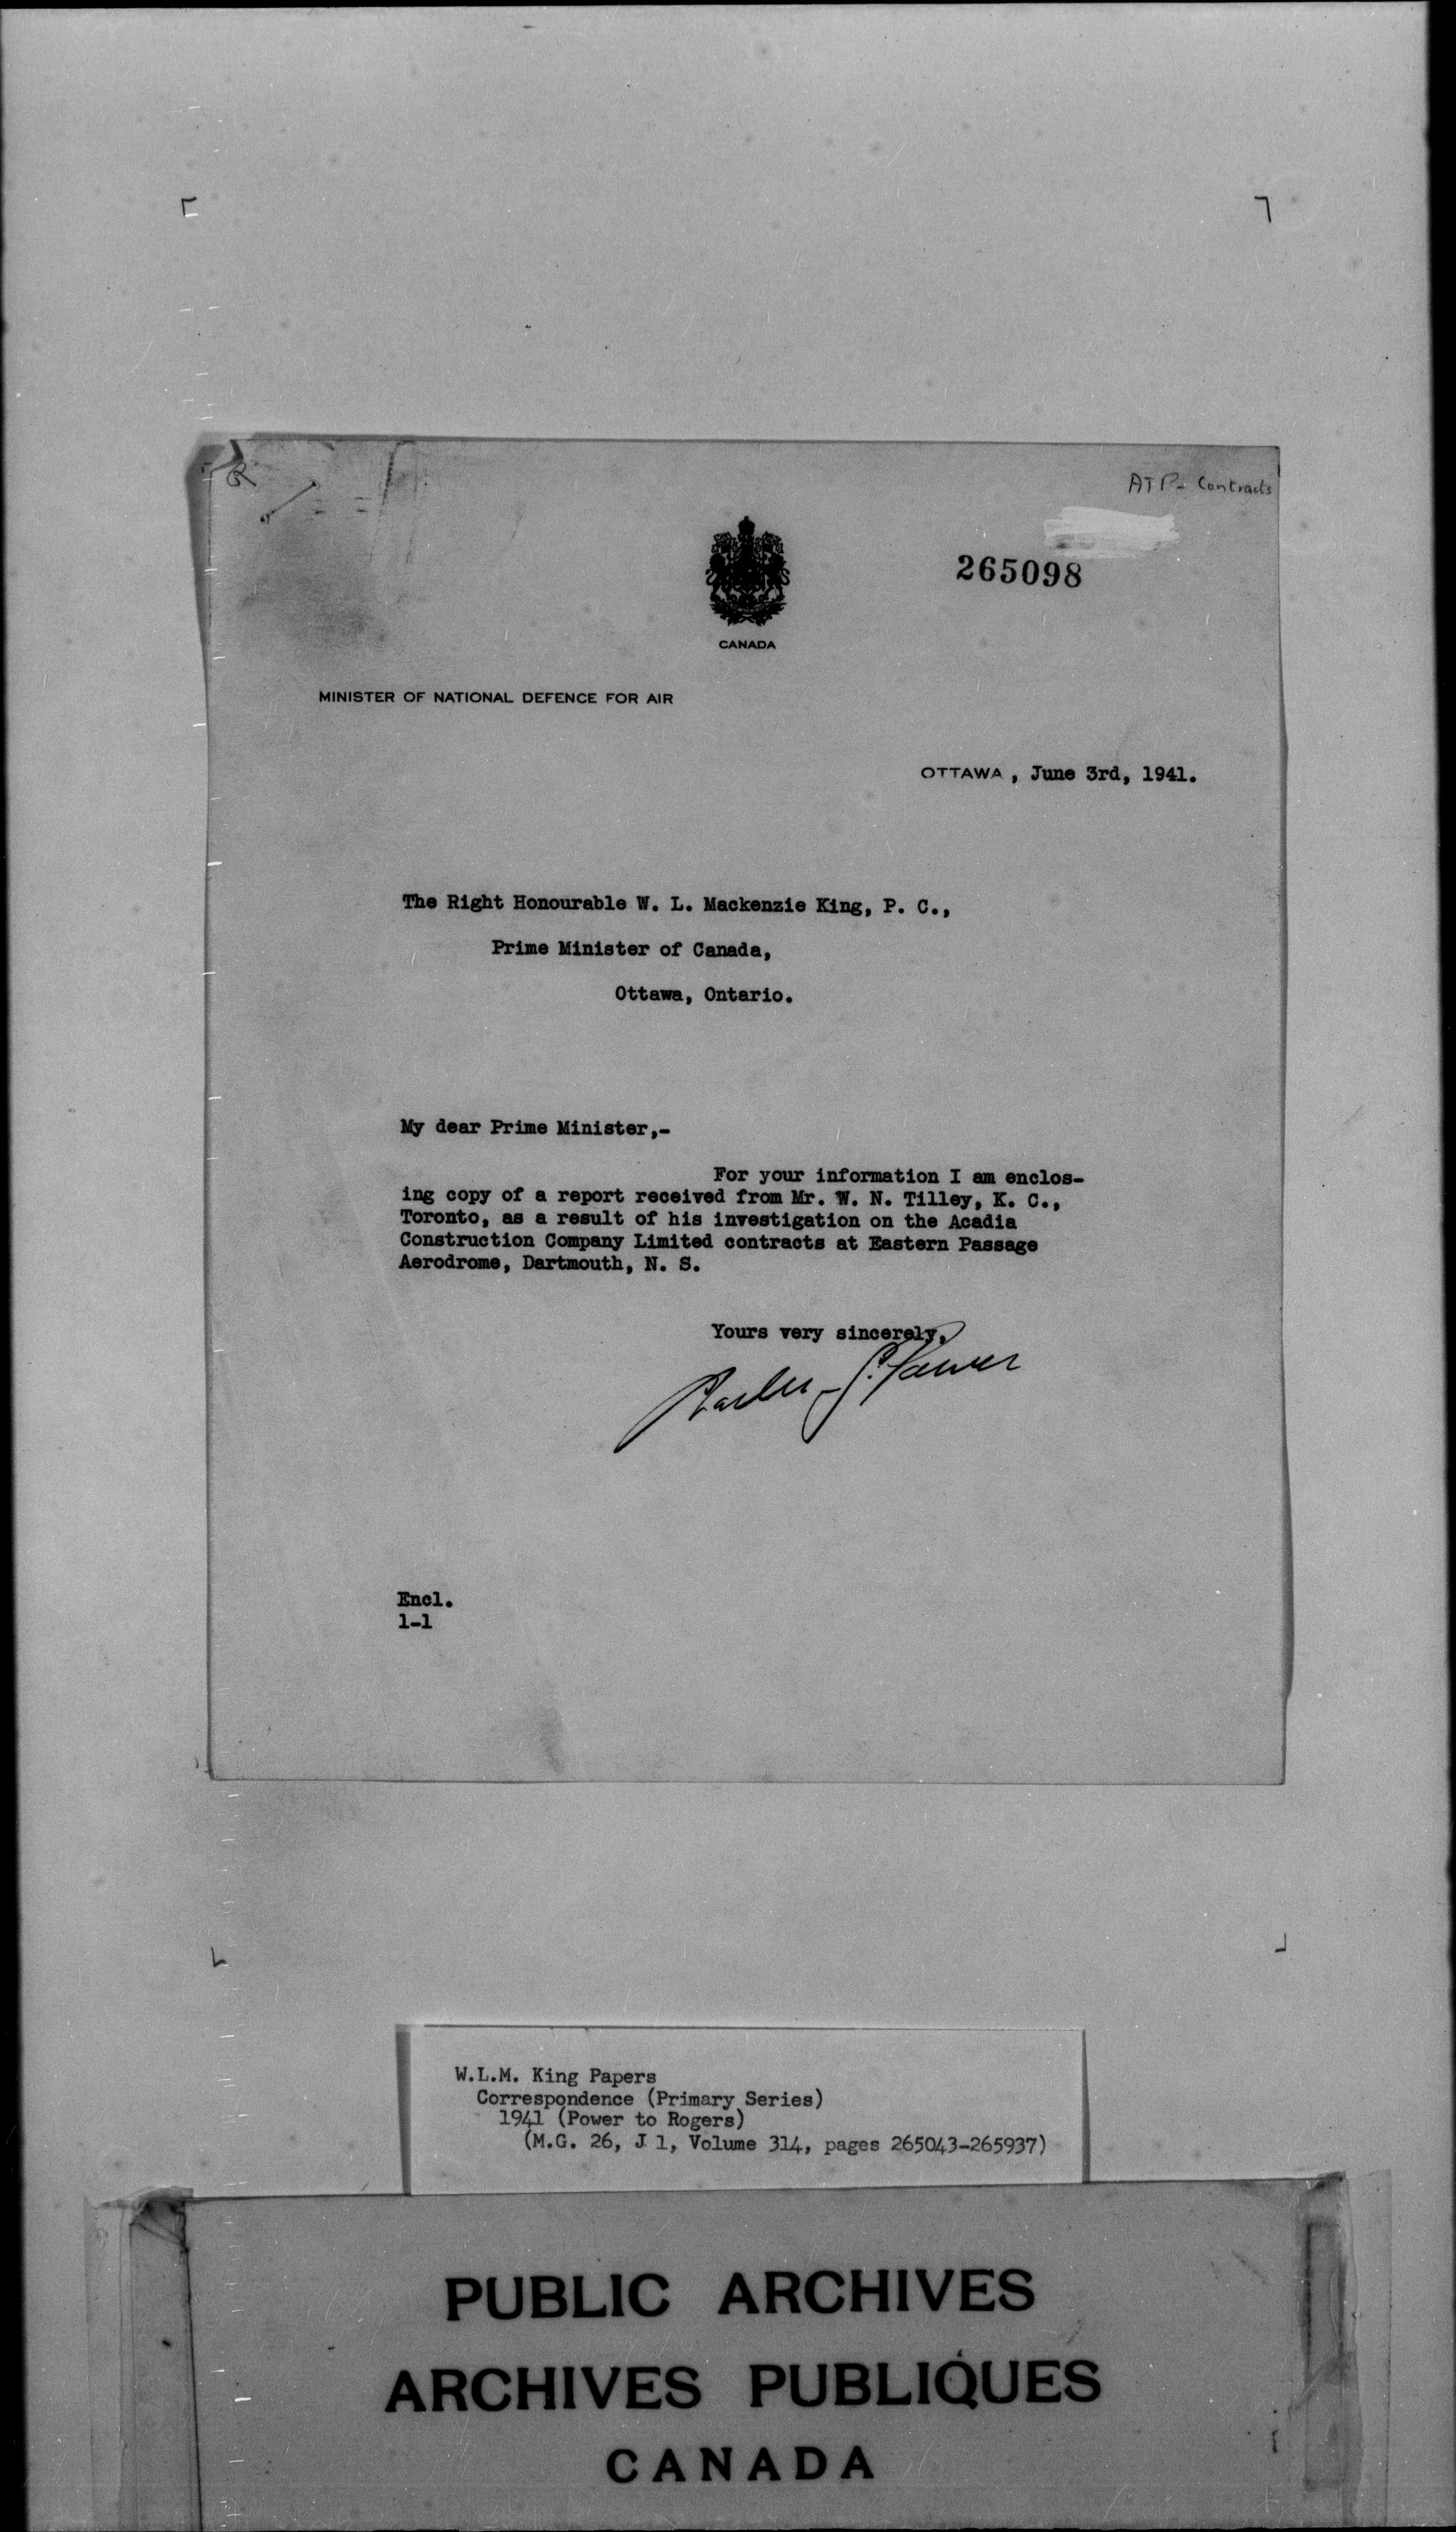 ATP - Contracts
265098
CANADA
MINISTER OF NATIONAL DEFENCE FOR AIR
OTTAWA, June 3rd, 1941.
The Right Honourable W. L. Mackenzie King, P. C.,
Prime Minister of Canada,
Ottawa, Ontario.
My dear Prime Minister,-
For your information I am enclos-
ing copy of a report received from Mr. W. N. Tilley, K. C.,
Toronto, as a result of his investigation on the Acadia
Construction Company Limited contracts at Eastern Passage
Aerodrome, Dartmouth, N. S.
Yours very sincerely,
Power
Encl.
1-1
W.L.M. King Papers
Correspondence (Primary Series)
1941 (Power to Rogers)
(M.G. 26, J 1, Volume 314, pages 265043-265937)
PUBLIC ARCHIVES
ARCHIVES PUBLIQUES
CANADA